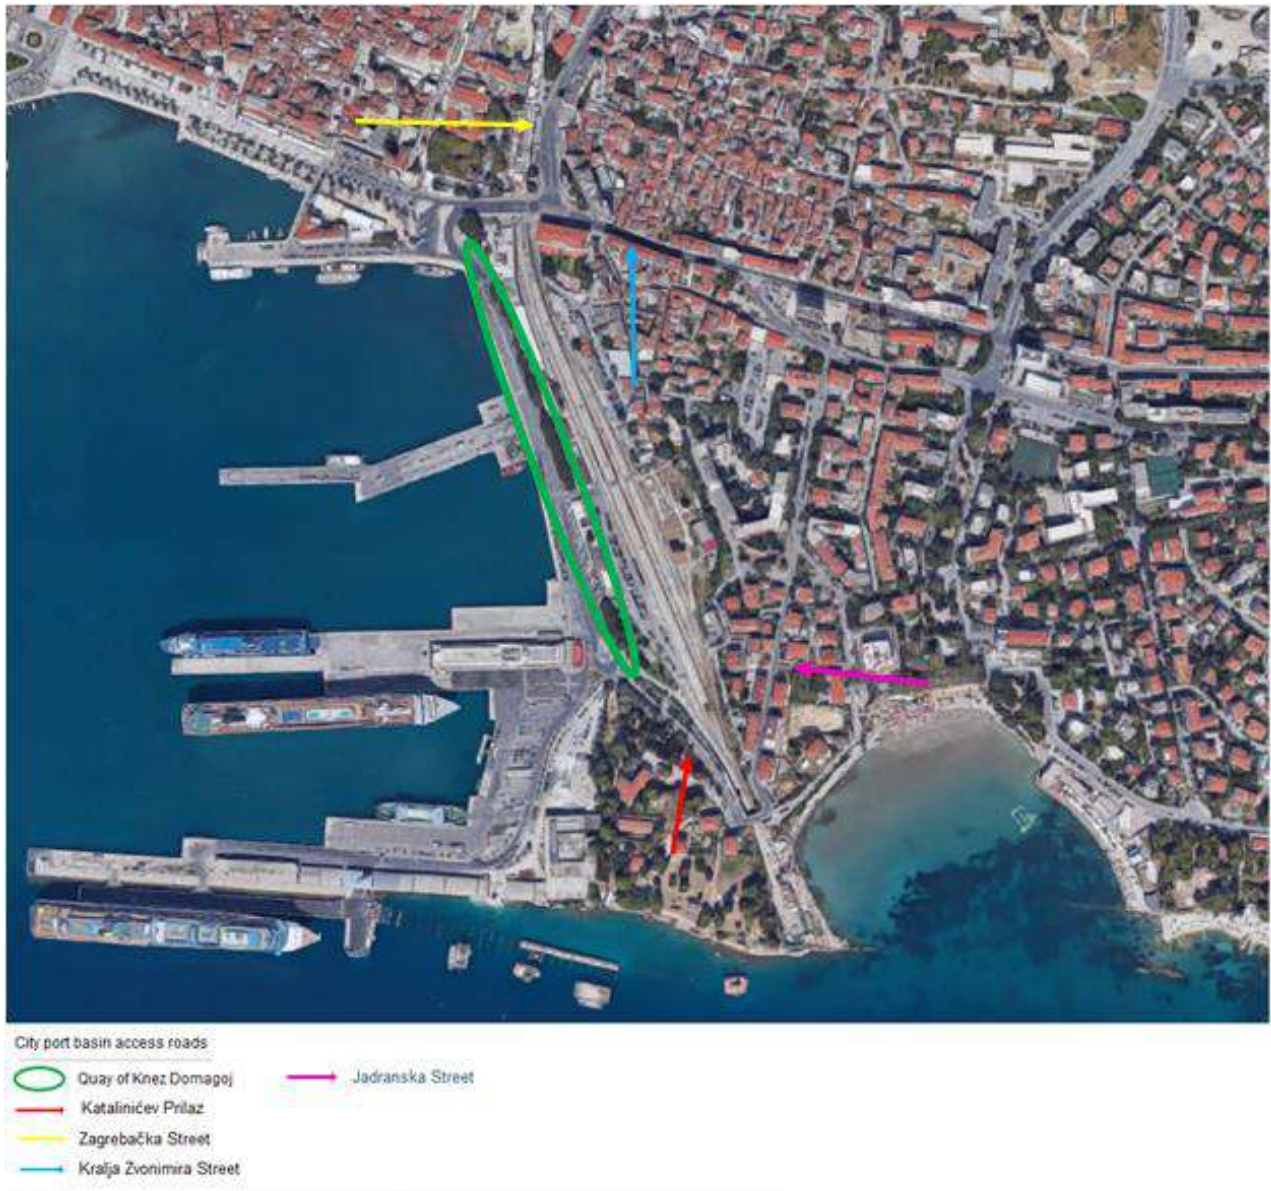 City port basin access roads
Quay of Knez Domagoj
Jadranska Street
Katalinićev Prilaz
Zagrebačka Street
Kralja Zvonimira Street